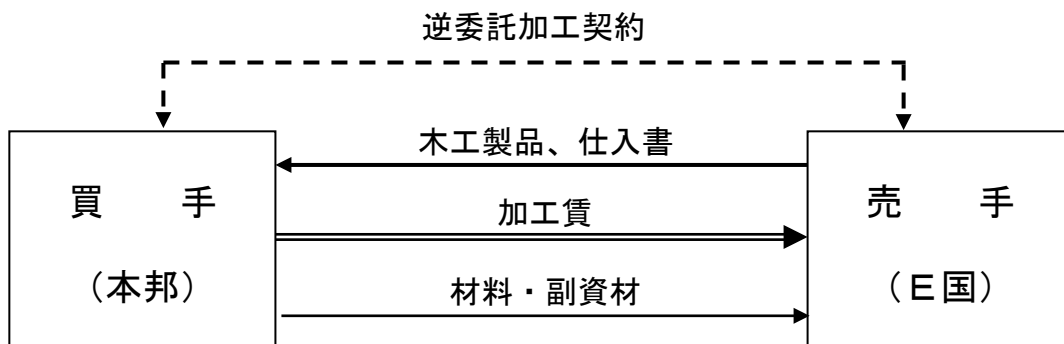 逆委託加工契約
木工製品、仕入書
買　　手
（本邦）
加工賃
材料・副資材
売　　手
（Ｅ国）